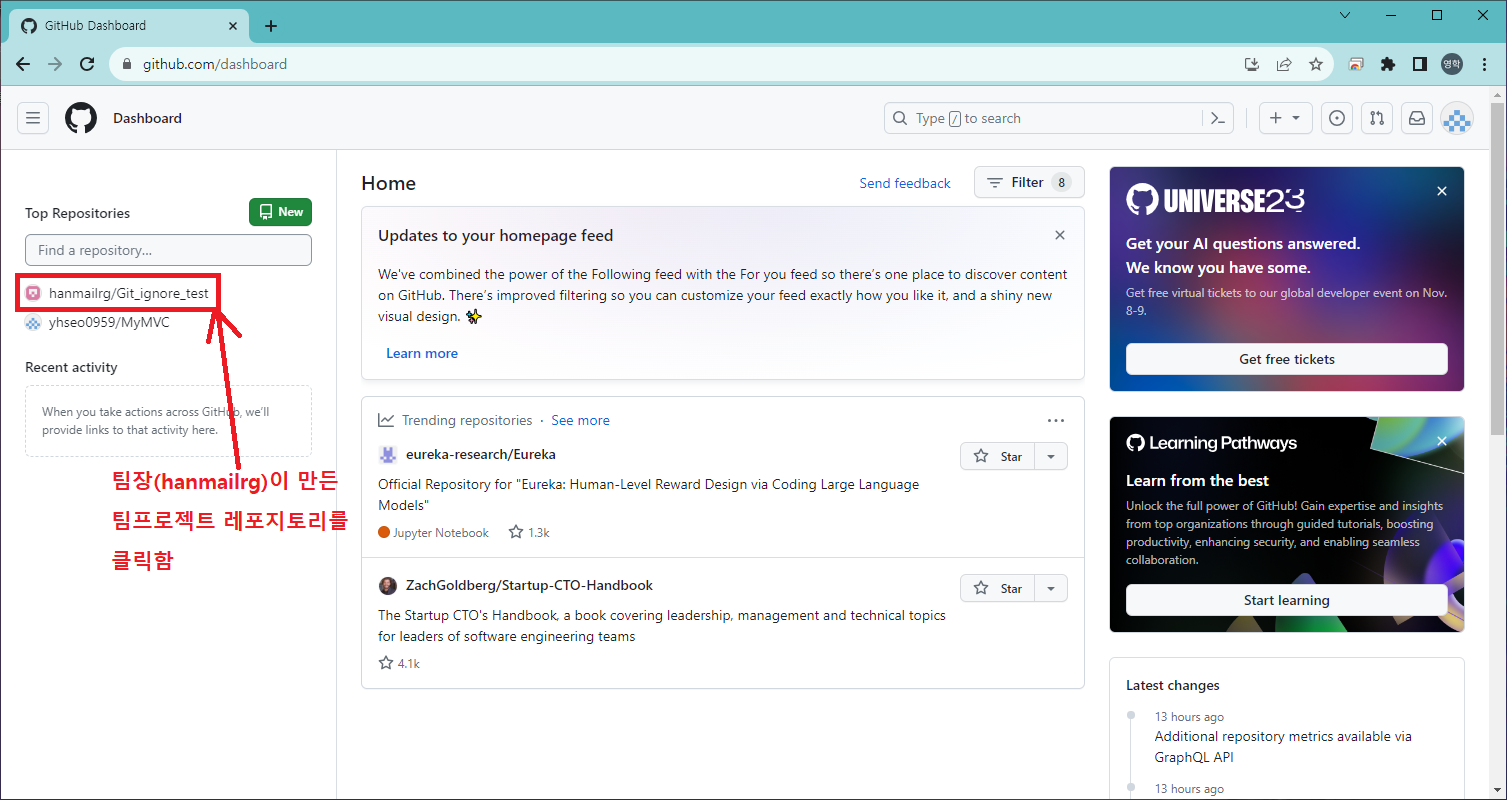 GitHub Dashboard
github.com/dashboard
영학
Dashboard
Type / to search
Top Repositories
New
Find a repository...
hanmailrg/Git_ignore_test
yhseo0959/MyMVC
Recent activity
When you take actions across GitHub, we'll
provide links to that activity here.
팀장(hanmailrg)이 만든
팀프로젝트 레포지토리를
클릭함
Home
Send feedback
Filter 8
Updates to your homepage feed
We've combined the power of the Following feed with the For you feed so there's one place to discover content
on GitHub. There's improved filtering so you can customize your feed exactly how you like it, and a shiny new
visual design. ✨
Learn more
Trending repositories · See more
eureka-research/Eureka
Star
Official Repository for "Eureka: Human-Level Reward Design via Coding Large Language
Models"
Jupyter Notebook 1.3k
ZachGoldberg/Startup-CTO-Handbook
Star
The Startup CTO's Handbook, a book covering leadership, management and technical topics
for leaders of software engineering teams
4.1k
UNIVERSE23
Get your AI questions answered.
We know you have some.
Get free virtual tickets to our global developer event on Nov.
8-9.
Get free tickets
Learning Pathways
Learn from the best
Unlock the full power of GitHub! Gain expertise and insights
from top organizations through guided tutorials, boosting
productivity, enhancing security, and enabling seamless
collaboration.
Start learning
Latest changes
13 hours ago
Additional repository metrics available via
GraphQL API
13 hours ago